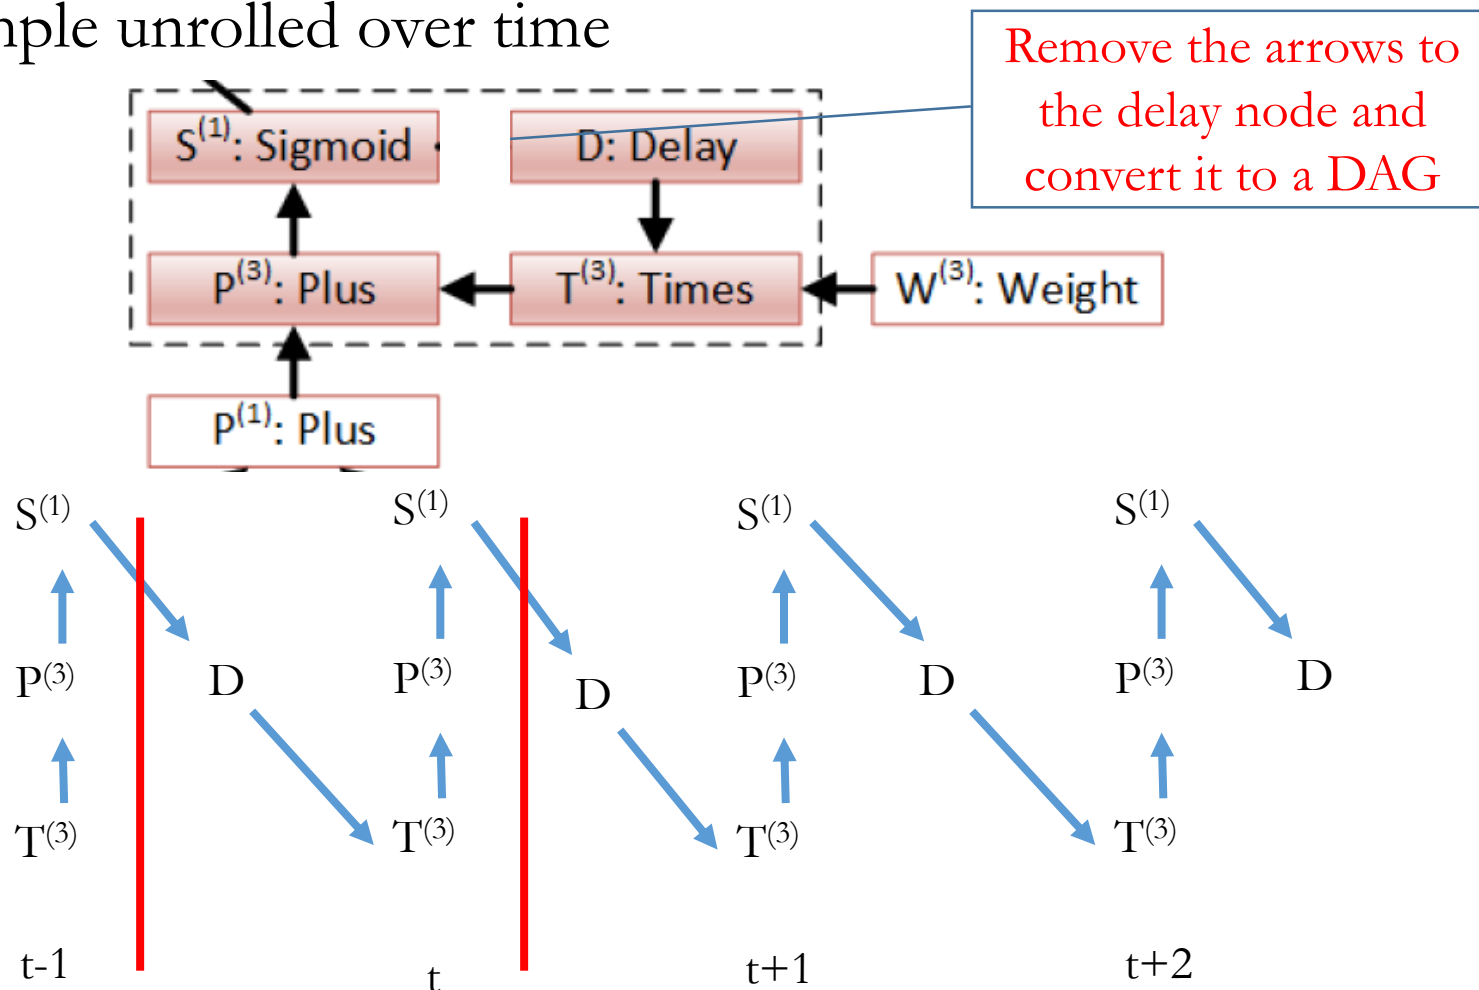 unrolled over time
Remove the arrows to
the delay node and
convert it to a DAG
S(1): Sigmoid
D: Delay
P(3): Plus
T(3): Times
W(3): Weight
P(1): Plus
S(1) S(1) S(1) S(1)
P(3) D P(3) D P(3) D P(3) D
T(3) T(3) T(3) T(3)
t-1 t t+1 t+2